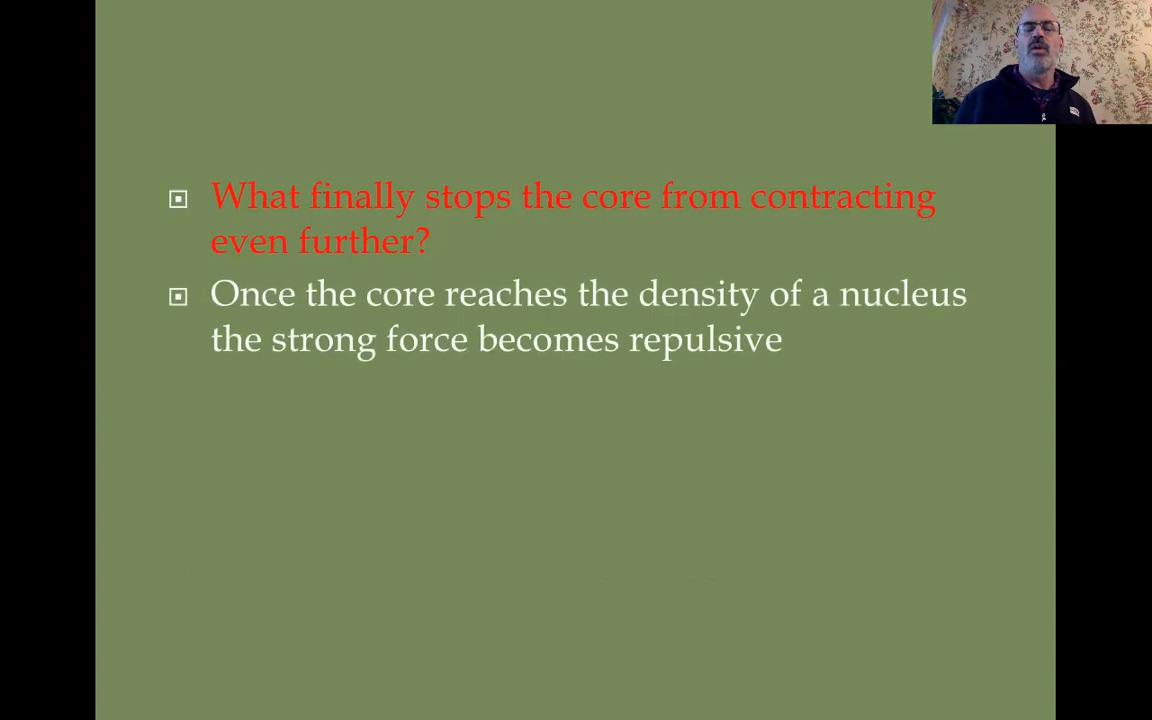 What finally stops the core from contracting
even further?
Once the core reaches the density of a nucleus
the strong force becomes repulsive